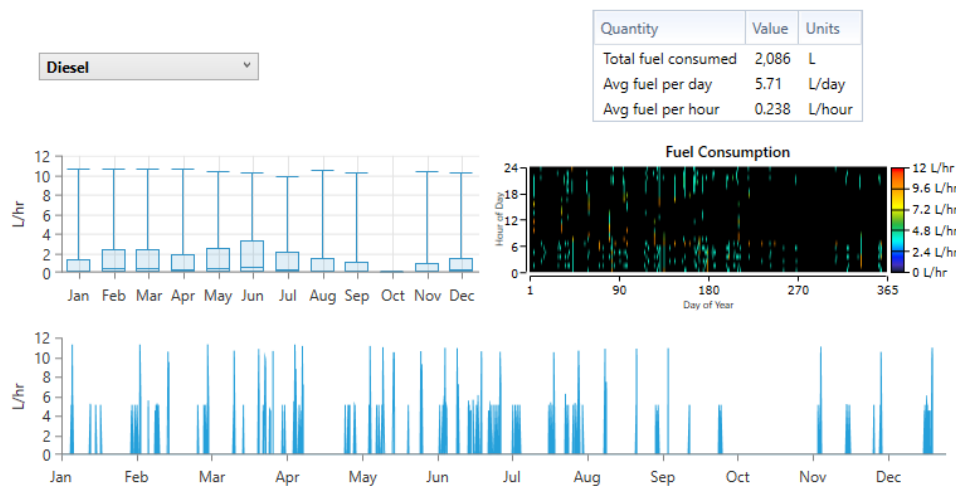 Quantity Value Units
Total fuel consumed 2,086 L
Avg fuel per day 5.71 L/day
Avg fuel per hour 0.238 L/hour
Diesel
12
10
8
6
4
2
0
L/hr
Jan Feb Mar Apr May Jun Jul Aug Sep Oct Nov Dec
Fuel Consumption
24
18
12
6
0
Hour of Day
1 90 180 270 365
Day of Year
12 L/hr
9.6 L/hr
7.2 L/hr
4.8 L/hr
2.4 L/hr
0 L/hr
12
10
8
6
4
2
0
L/hr
Jan Feb Mar Apr May Jun Jul Aug Sep Oct Nov Dec